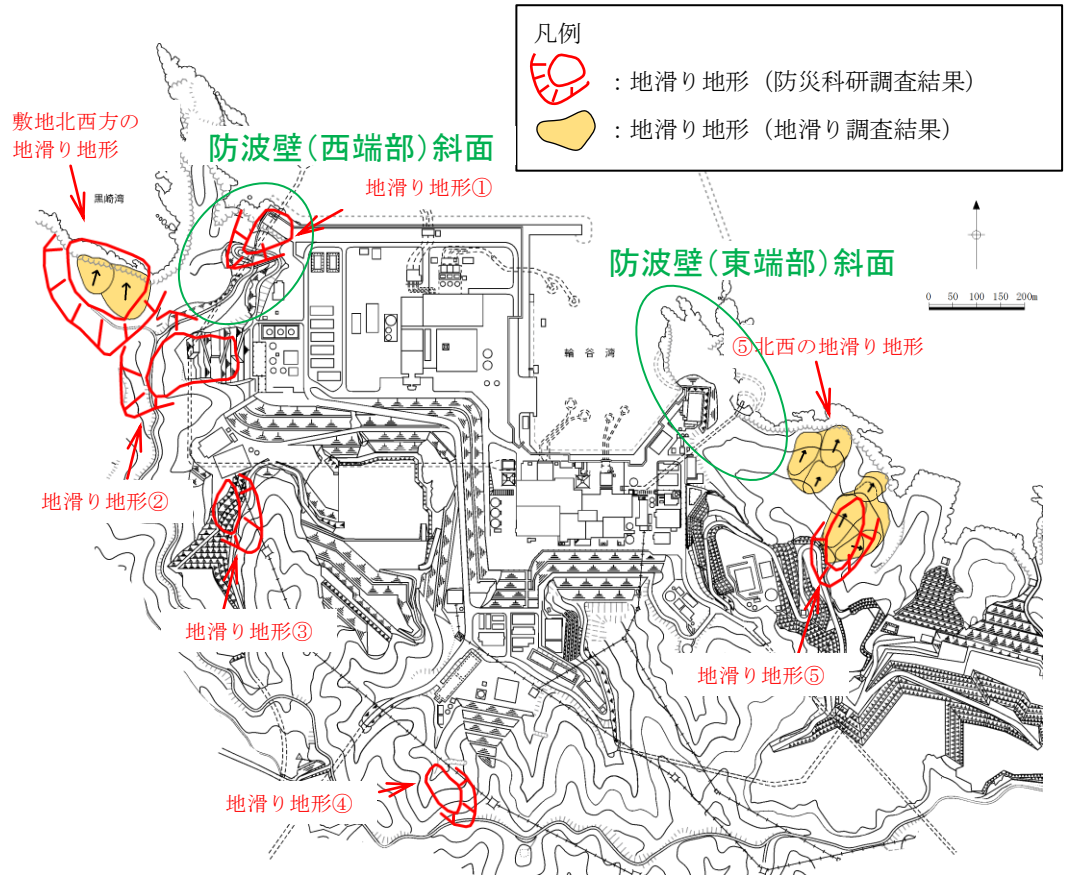 凡例
:地滑り地形(防災科研調査結果)
:地滑り地形(地滑り調査結果)
敷地北西方の
地滑り地形
防波壁(西端部)斜面
地滑り地形①
黒崎湾
防波壁(東端部)斜面
0 50 100 150 200m
輪谷湾
⑤北西の地滑り地形
地滑り地形②
地滑り地形③
地滑り地形⑤
地滑り地形④